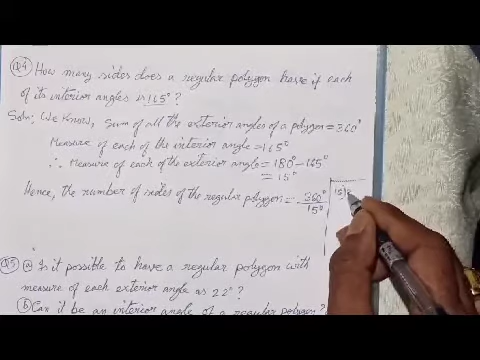 Q4 How many sides does a regular polygon have if each
of its interior angles is 165°?
Soln: We Know, Sum of all the exterior angles of a polygon = 360°
Measure of each of the interior angle = 165°
∴ Measure of each of the exterior angle = 180° - 165°
= 15°
Hence, the number of sides of the regular polygon = 360°
15°
15)
Q5 a Is it possible to have a regular polygon with
measure of each exterior angle as 22°?
b Can it be an interior angle of a regular polygon?